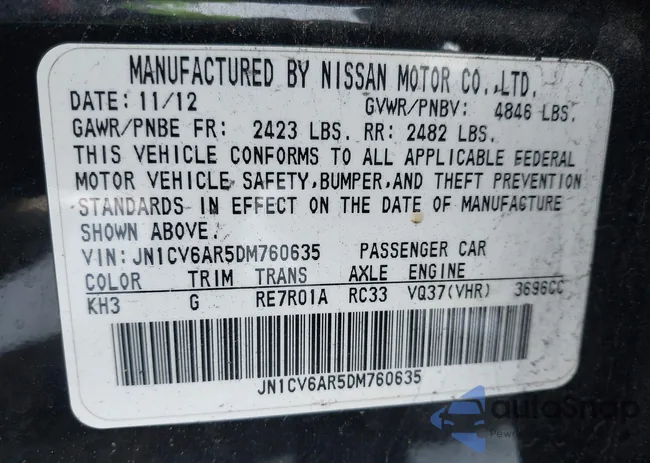 MANUFACTURED BY NISSAN MOTOR CO.,LTD.
DATE: 11/12 GVWR/PNBV: 4846 LBS.
GAWR/PNBE FR: 2423 LBS. RR: 2482 LBS.
THIS VEHICLE CONFORMS TO ALL APPLICABLE FEDERAL
MOTOR VEHICLE SAFETY,BUMPER,AND THEFT PREVENTION
STANDARDS IN EFFECT ON THE DATE OF MANUFACTURE
SHOWN ABOVE.
VIN: JN1CV6AR5DM760635 PASSENGER CAR
COLOR TRIM TRANS AXLE ENGINE
KH3 G RE7R01A RC33 VQ37(VHR) 3696CC
JN1CV6AR5DM760635
autoSnap